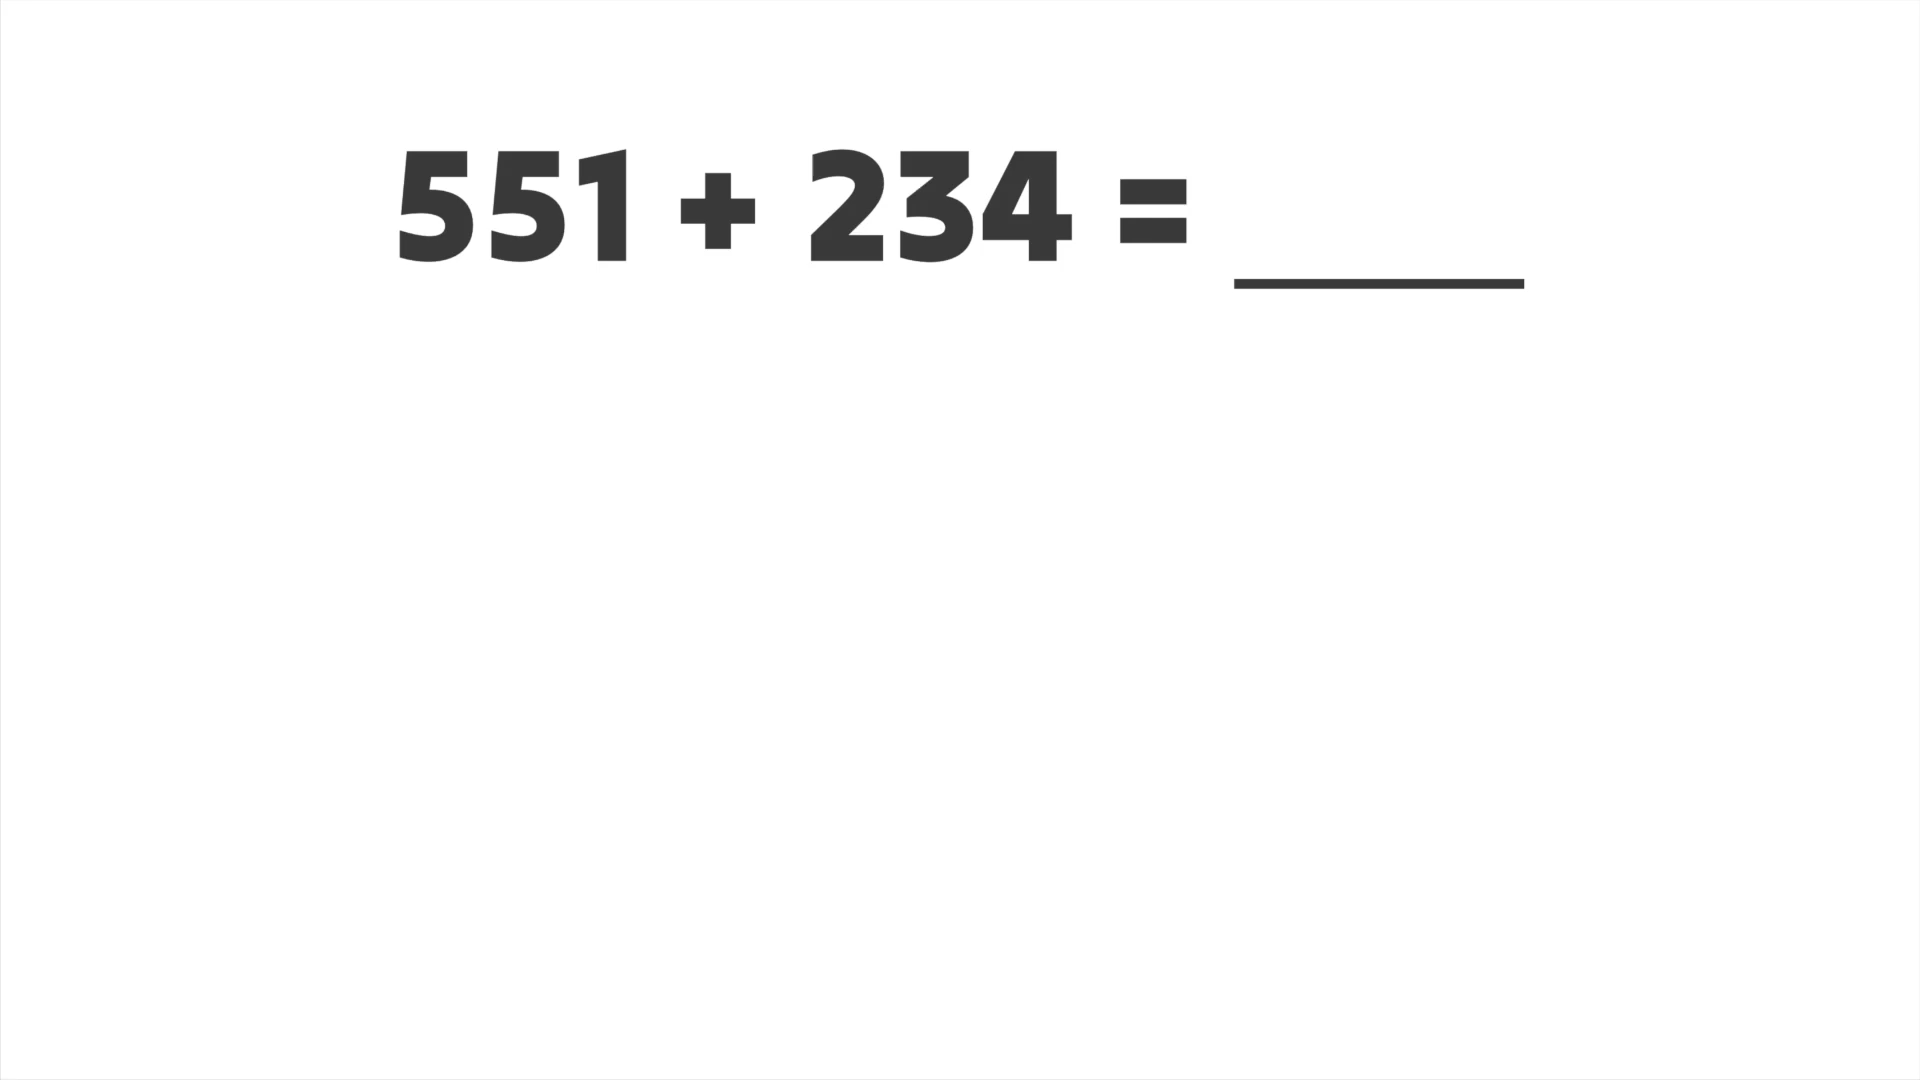 551 + 234 = ____